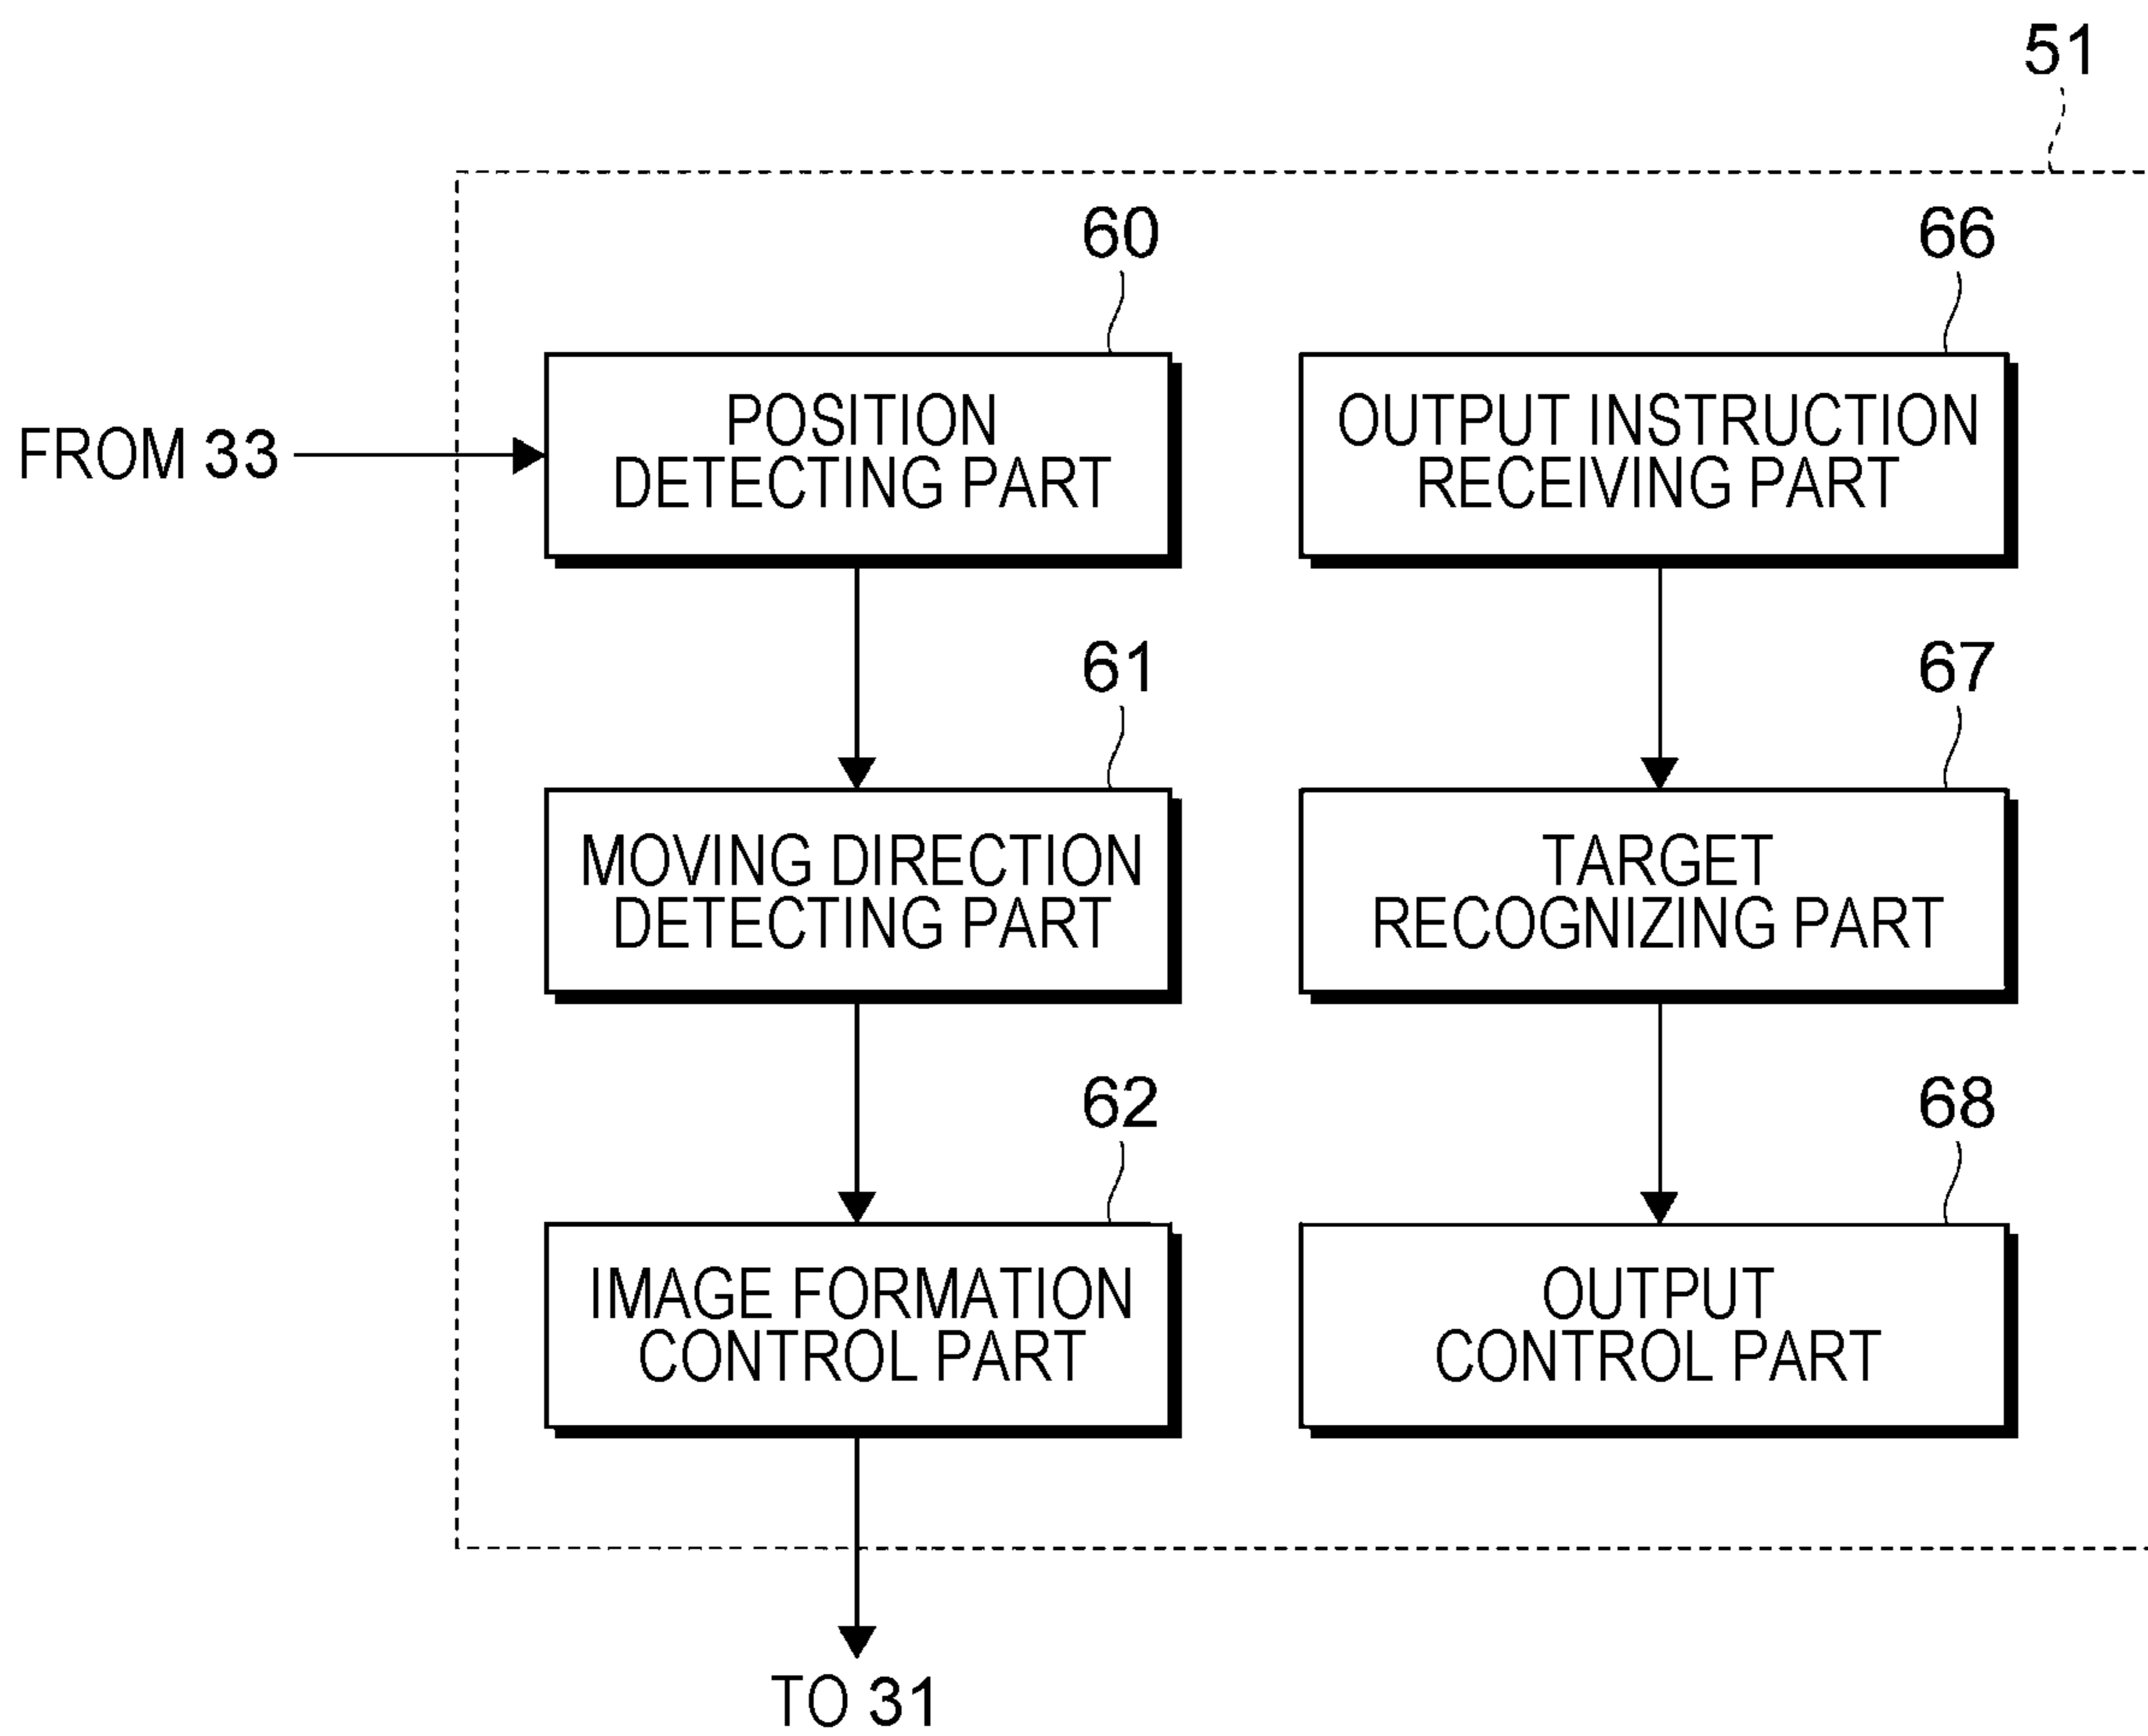 51
60
66
FROM 33
POSITION
DETECTING PART
OUTPUT INSTRUCTION
RECEIVING PART
61
67
MOVING DIRECTION
DETECTING PART
TARGET
RECOGNIZING PART
62
68
IMAGE FORMATION
CONTROL PART
OUTPUT
CONTROL PART
TO 31